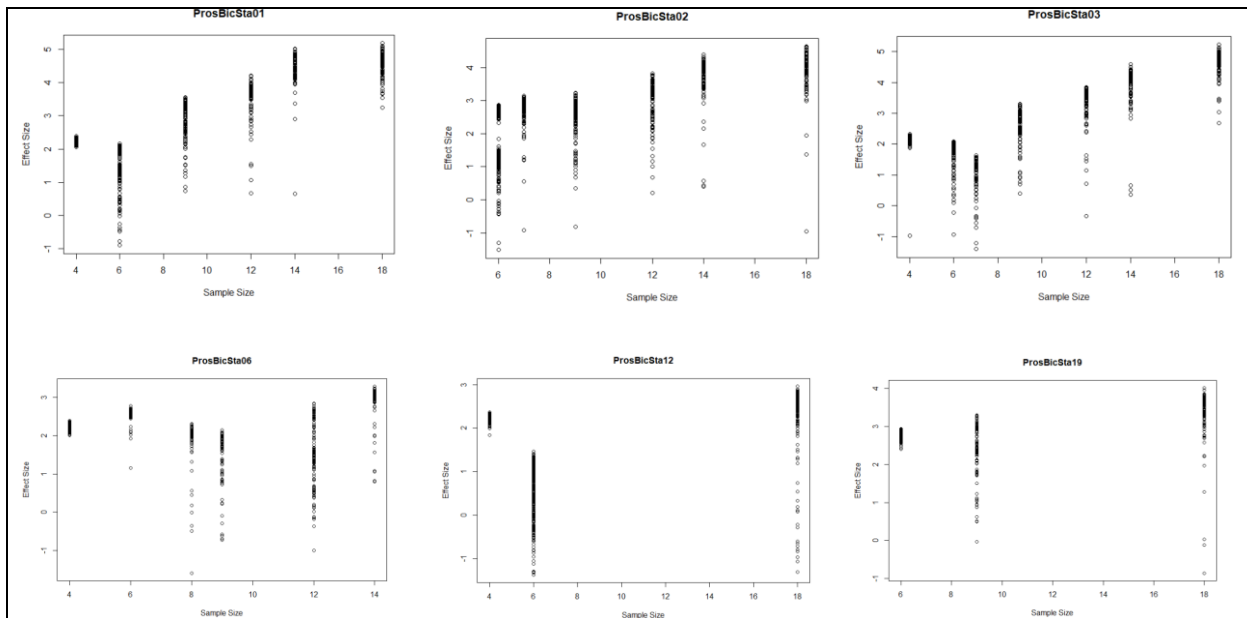 ProsBicSta01
ProsBicSta02
ProsBicSta03
Effect Size
5
4
3
2
1
0
-1
4 6 8 10 12 14 16 18
Sample Size
Effect Size
4
3
2
1
0
-1
6 8 10 12 14 16 18
Sample Size
Effect Size
5
4
3
2
1
0
-1
4 6 8 10 12 14 16 18
Sample Size
ProsBicSta06
ProsBicSta12
ProsBicSta19
Effect Size
3
2
1
0
-1
4 6 8 10 12 14
Sample Size
Effect Size
3
2
1
0
-1
4 6 8 10 12 14 16 18
Sample Size
Effect Size
4
3
2
1
0
-1
6 8 10 12 14 16 18
Sample Size